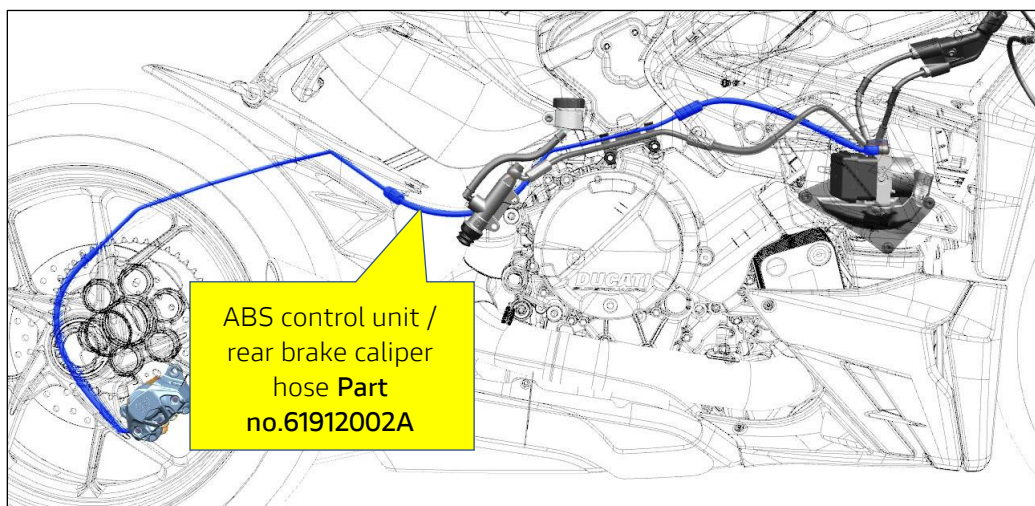 DUCATI
ABS control unit /
rear brake caliper
hose Part
no.61912002A